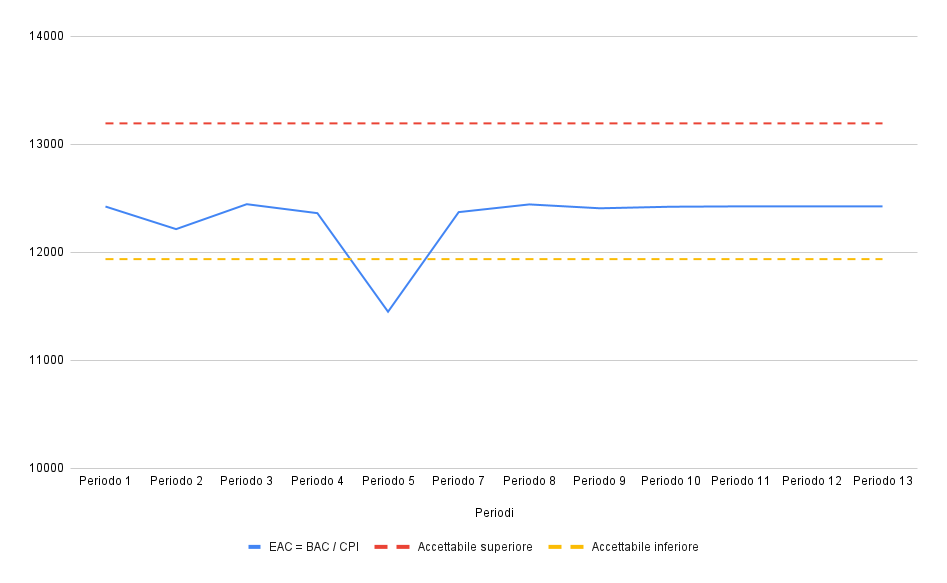 14000
13000
12000
11000
10000
Periodo 1 Periodo 2 Periodo 3 Periodo 4 Periodo 5 Periodo 7 Periodo 8 Periodo 9 Periodo 10 Periodo 11 Periodo 12 Periodo 13
Periodi
EAC = BAC / CPI Accettabile superiore Accettabile inferiore